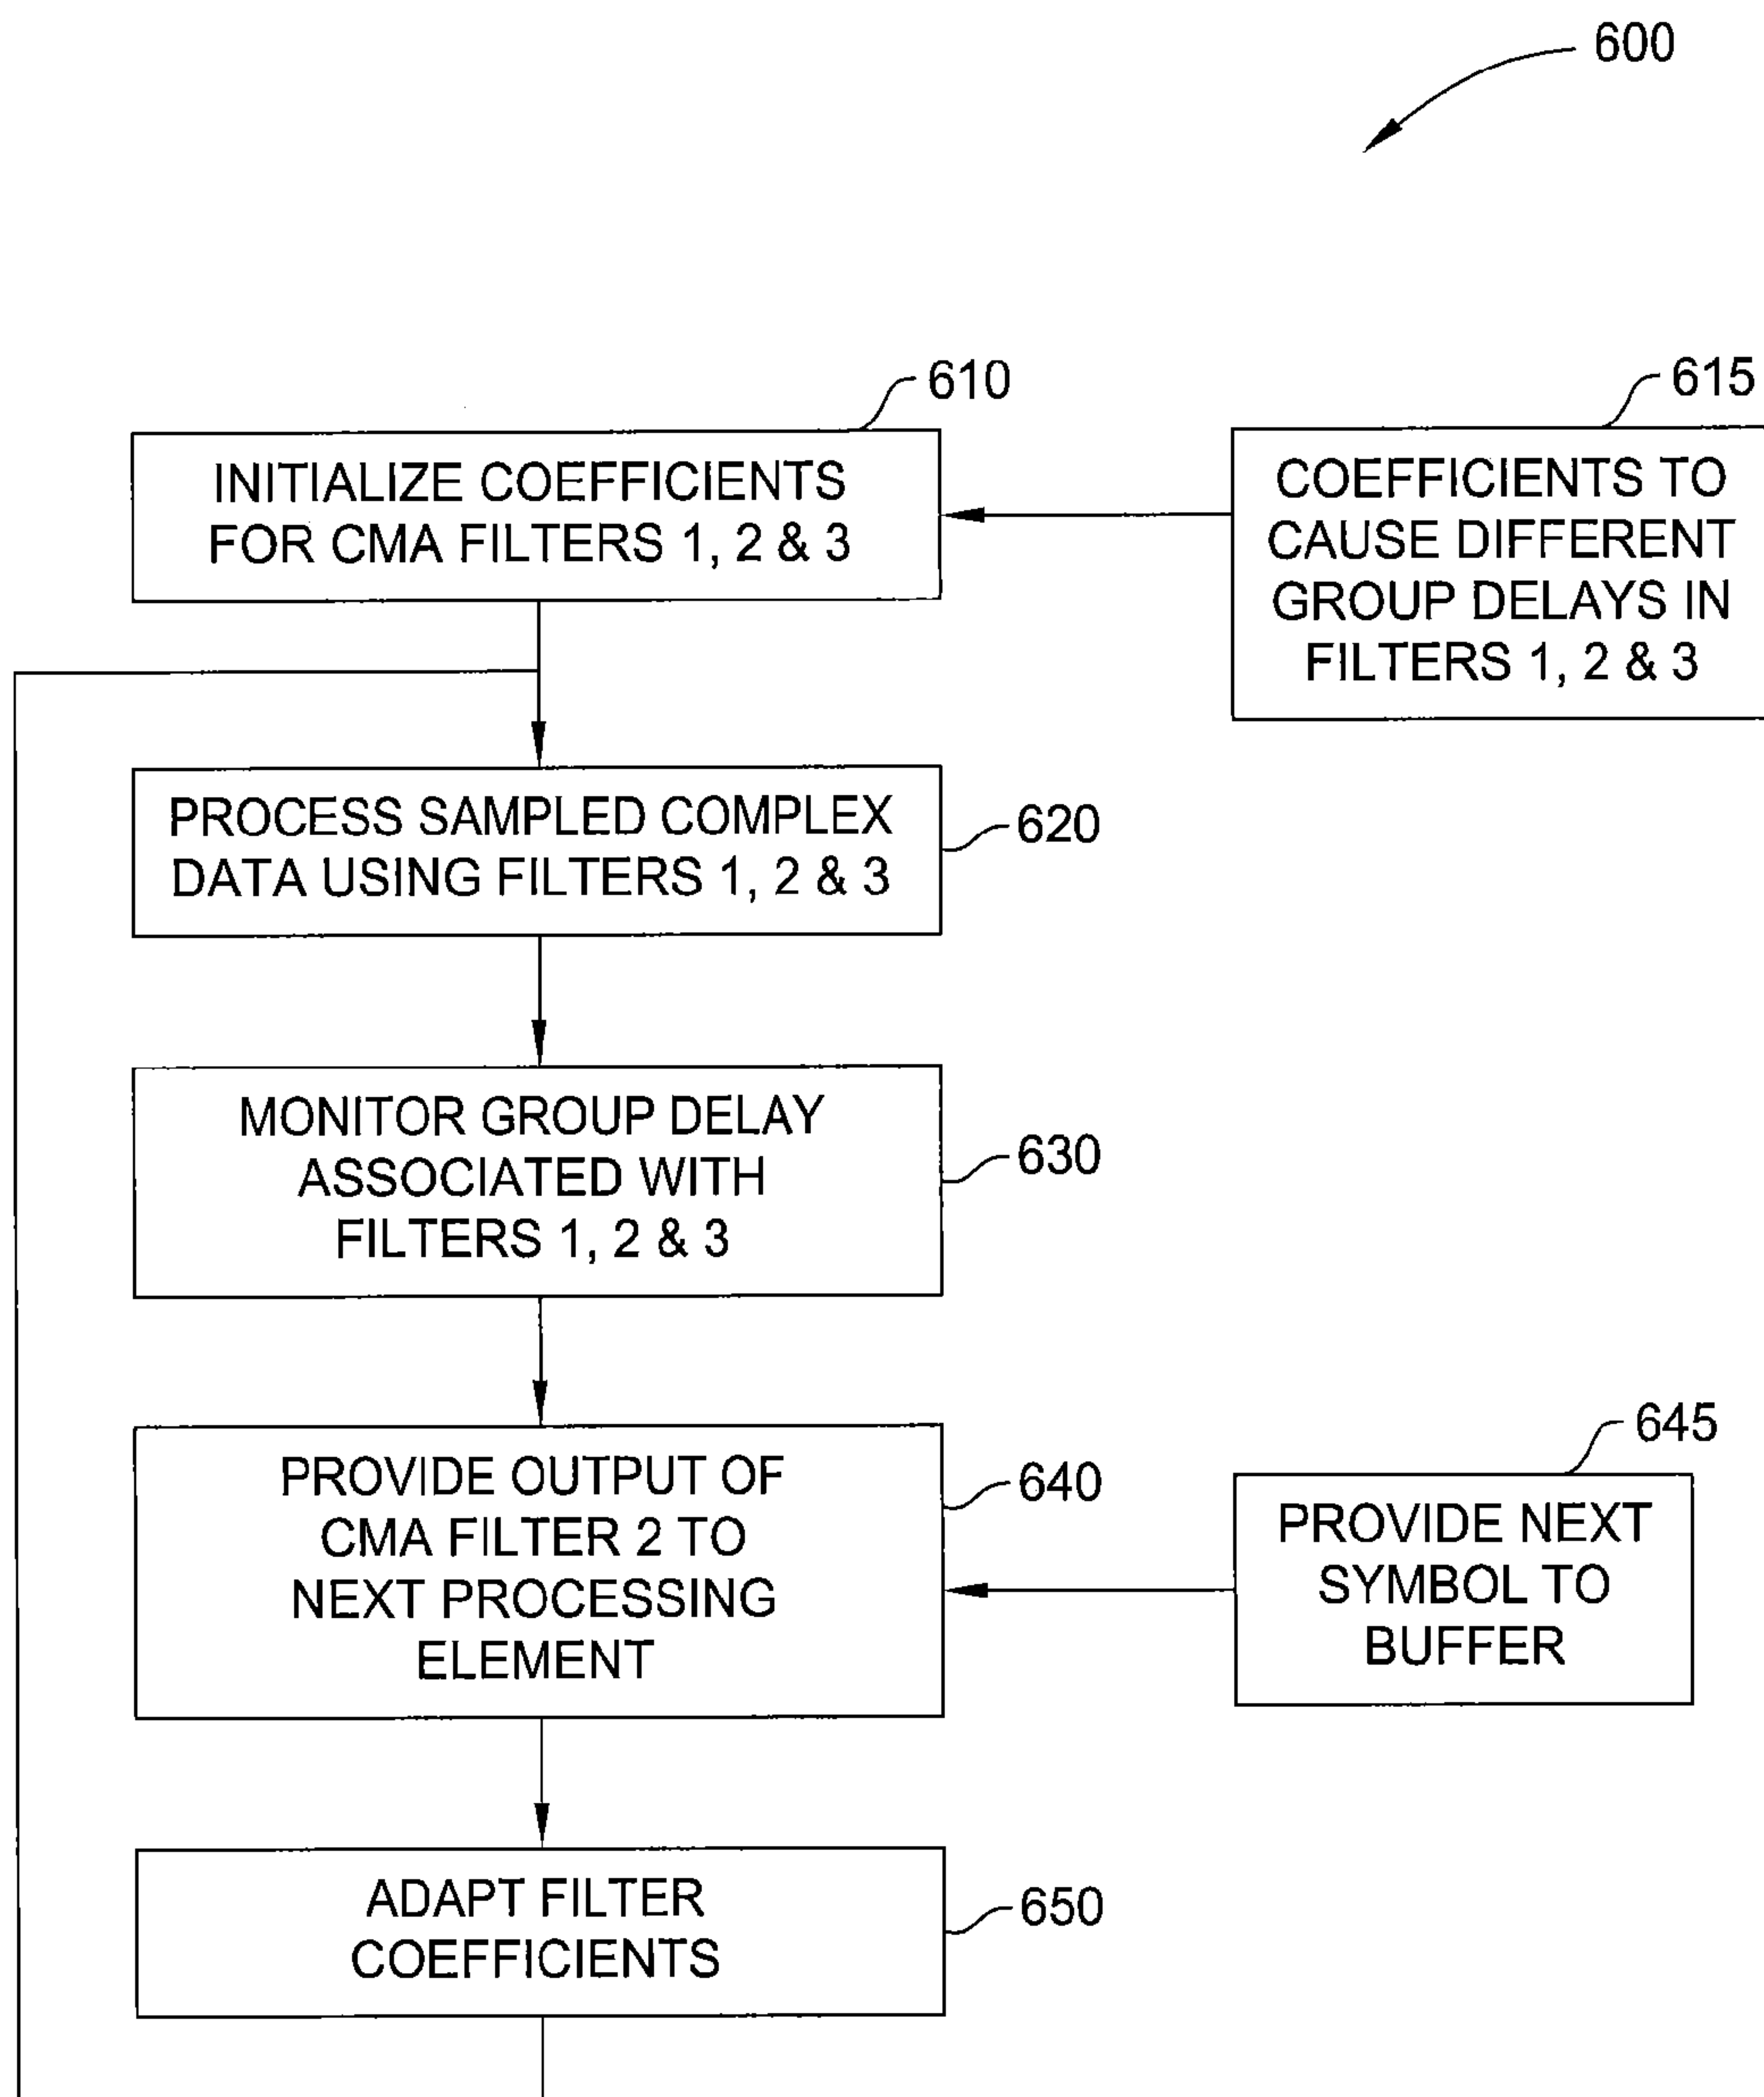 600
610
INITIALIZE COEFFICIENTS
FOR CMA FILTERS 1, 2 & 3
615
COEFFICIENTS TO
CAUSE DIFFERENT
GROUP DELAYS IN
FILTERS 1, 2 & 3
PROCESS SAMPLED COMPLEX
DATA USING FILTERS 1, 2 & 3
620
MONITOR GROUP DELAY
ASSOCIATED WITH
FILTERS 1, 2 & 3
630
PROVIDE OUTPUT OF
CMA FILTER 2 TO
NEXT PROCESSING
ELEMENT
640
645
PROVIDE NEXT
SYMBOL TO
BUFFER
ADAPT FILTER
COEFFICIENTS
650